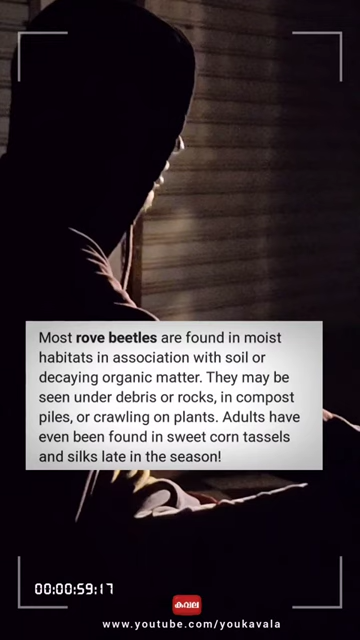 Most rove beetles are found in moist
habitats in association with soil or
decaying organic matter. They may be
seen under debris or rocks, in compost
piles, or crawling on plants. Adults have
even been found in sweet corn tassels
and silks late in the season!
00:00:59:17
കവല
www.youtube.com/youkavala